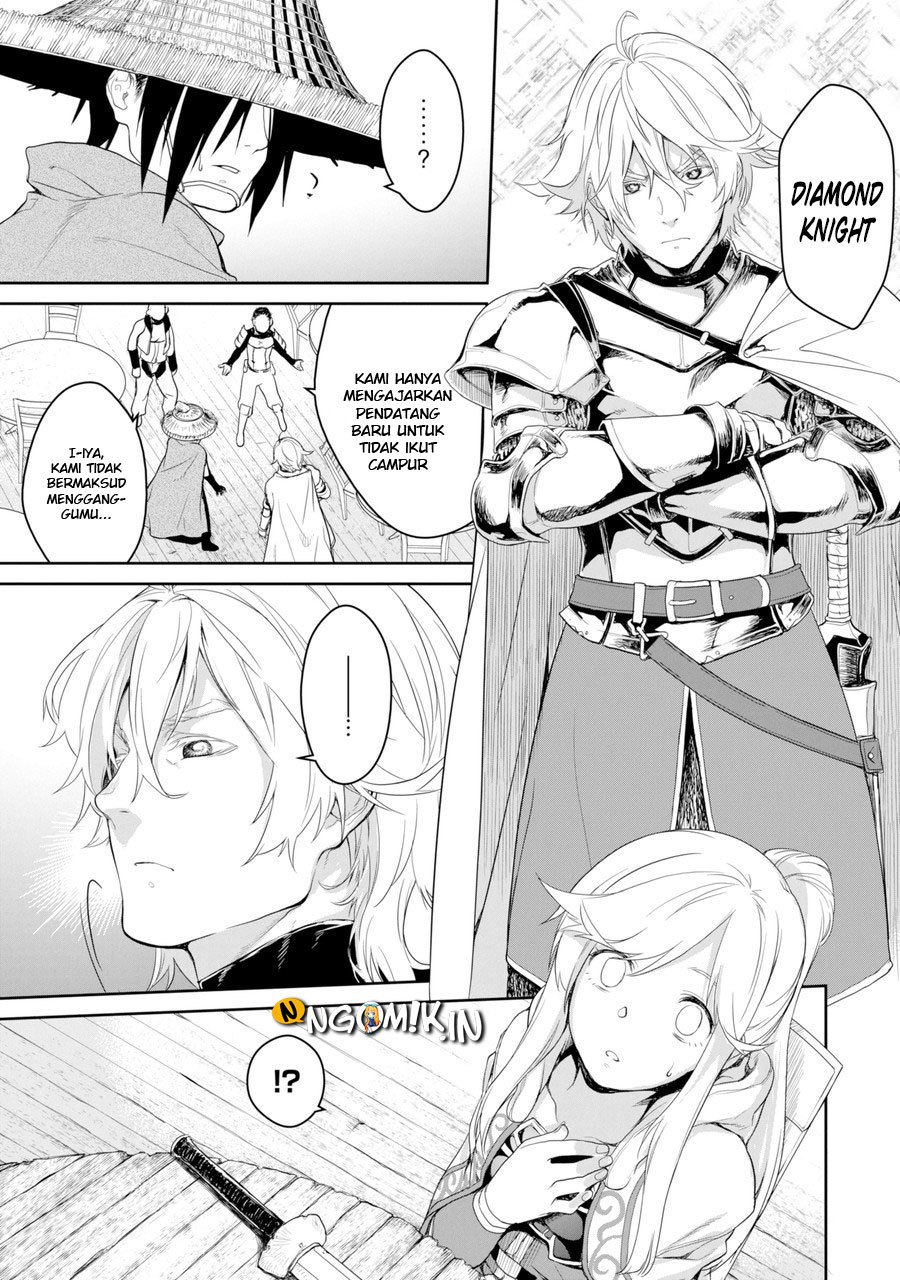 DIAMOND
KNIGHT
.......
?
KAMI HANYA
MENGAJARKAN
PENDATANG
BARU UNTUK
TIDAK IKUT
CAMPUR
I-IYA,
KAMI TIDAK
BERMAKSUD
MENGGANG-
GUMU...
—!
NGOM!K.IN
!?